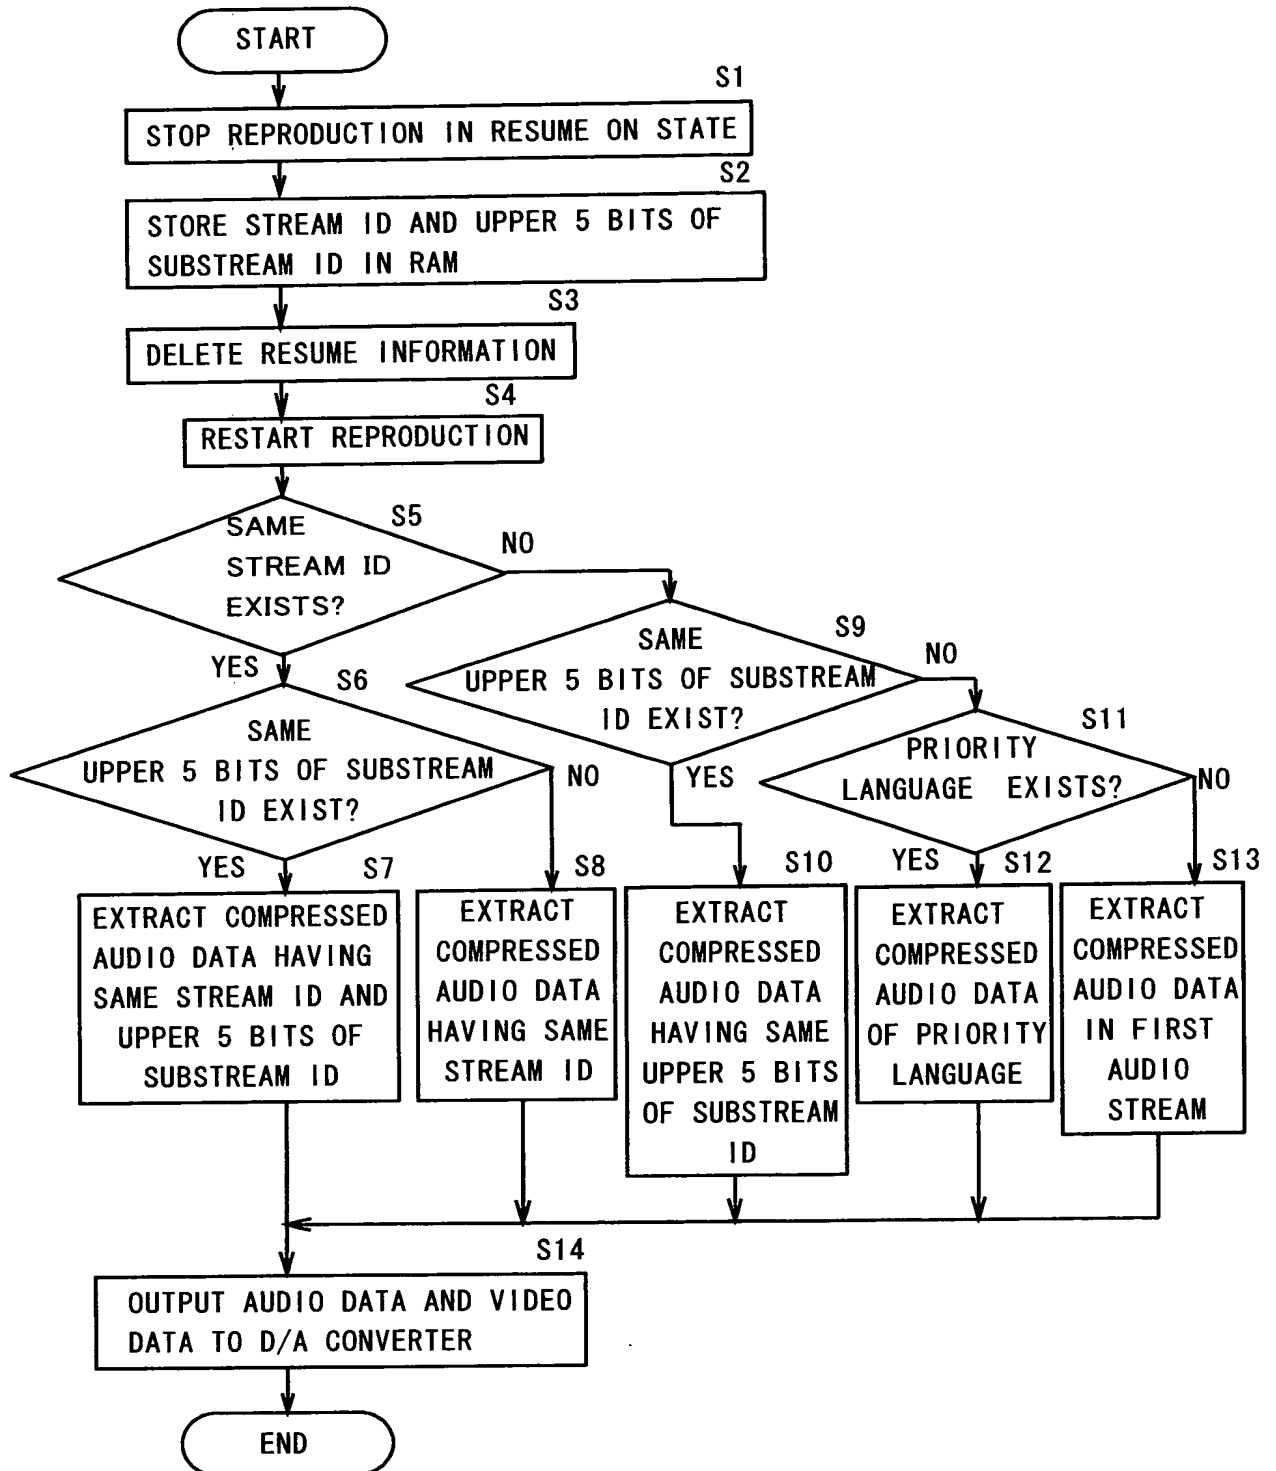 START
S1
STOP REPRODUCTION IN RESUME ON STATE
S2
STORE STREAM ID AND UPPER 5 BITS OF
SUBSTREAM ID IN RAM
S3
DELETE RESUME INFORMATION
S4
RESTART REPRODUCTION
S5
SAME
STREAM ID
EXISTS?
NO
YES
S9
SAME
UPPER 5 BITS OF SUBSTREAM
ID EXIST?
NO
YES
S6
SAME
UPPER 5 BITS OF SUBSTREAM
ID EXIST?
NO
YES
S11
PRIORITY
LANGUAGE EXISTS?
NO
YES
S7
EXTRACT COMPRESSED
AUDIO DATA HAVING
SAME STREAM ID AND
UPPER 5 BITS OF
SUBSTREAM ID
S8
EXTRACT
COMPRESSED
AUDIO DATA
HAVING SAME
STREAM ID
S10
EXTRACT
COMPRESSED
AUDIO DATA
HAVING SAME
UPPER 5 BITS
OF SUBSTREAM
ID
S12
EXTRACT
COMPRESSED
AUDIO DATA
OF PRIORITY
LANGUAGE
S13
EXTRACT
COMPRESSED
AUDIO DATA
IN FIRST
AUDIO
STREAM
S14
OUTPUT AUDIO DATA AND VIDEO
DATA TO D/A CONVERTER
END